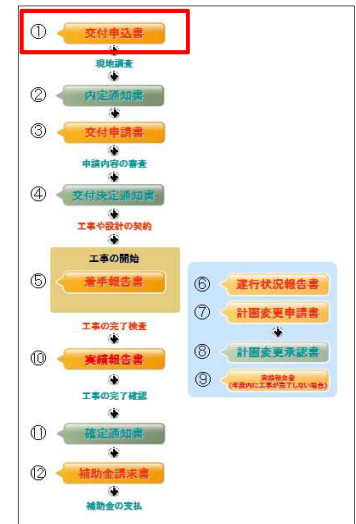 ① 交付申込書
現地調査
② 内定通知書
③ 交付申請書
申請内容の審査
④ 交付決定通知書
工事や設計の契約
工事の開始
⑤ 着手報告書
工事の完了検査
⑩ 実績報告書
工事の完了確認
⑪ 確定通知書
⑫ 補助金請求書
補助金の支払
⑥ 遂行状況報告書
⑦ 計画変更申請書
⑧ 計画変更承認書
⑨ 実績報告書
(年度内に工事が完了しない場合)